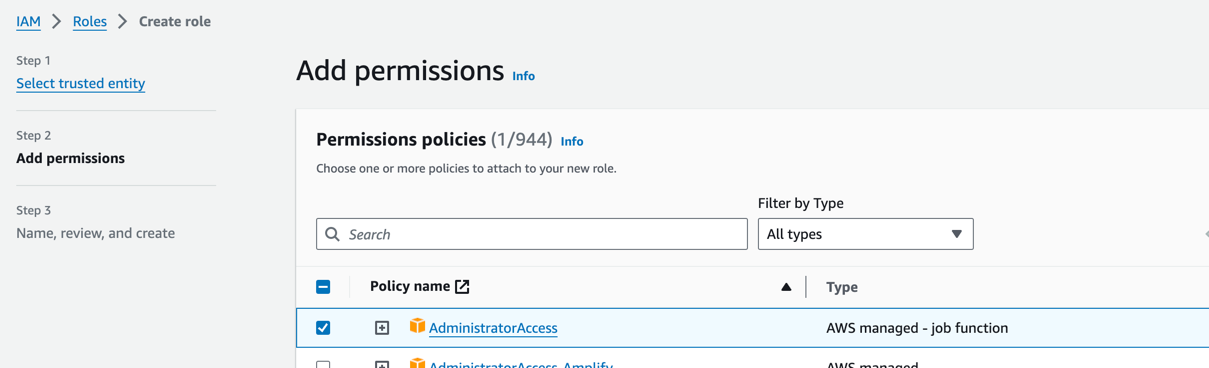 IAM > Roles > Create role
Step 1
Select trusted entity
Step 2
Add permissions
Step 3
Name, review, and create
Add permissions Info
Permissions policies (1/944) Info
Choose one or more policies to attach to your new role.
Filter by Type
Search
All types
Policy name
Type
AdministratorAccess
AWS managed - job function
AdministratorAccess-Amplify
AWS managed